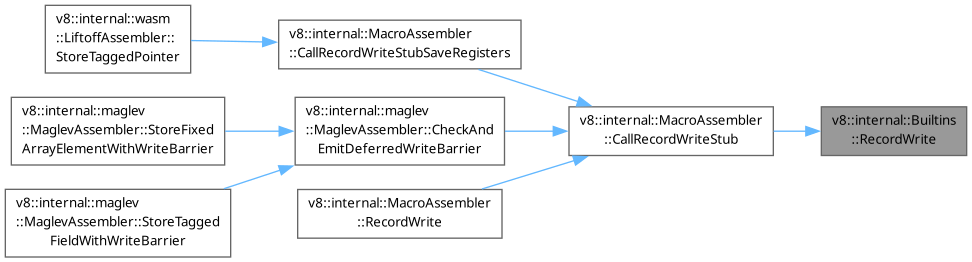 v8::internal::wasm
::LiftoffAssembler::
StoreTaggedPointer
v8::internal::MacroAssembler
::CallRecordWriteStubSaveRegisters
v8::internal::maglev
::MaglevAssembler::StoreFixed
ArrayElementWithWriteBarrier
v8::internal::maglev
::MaglevAssembler::CheckAnd
EmitDeferredWriteBarrier
v8::internal::MacroAssembler
::CallRecordWriteStub
v8::internal::Builtins
::RecordWrite
v8::internal::maglev
::MaglevAssembler::StoreTagged
FieldWithWriteBarrier
v8::internal::MacroAssembler
::RecordWrite